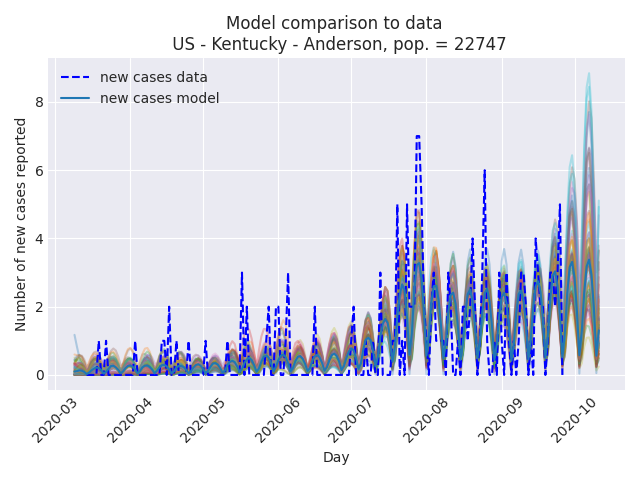 Model comparison to data
US - Kentucky - Anderson, pop. = 22747
new cases data
new cases model
Number of new cases reported
8
6
4
2
0
2020-03
2020-04
2020-05
2020-06
2020-07
2020-08
2020-09
2020-10
Day